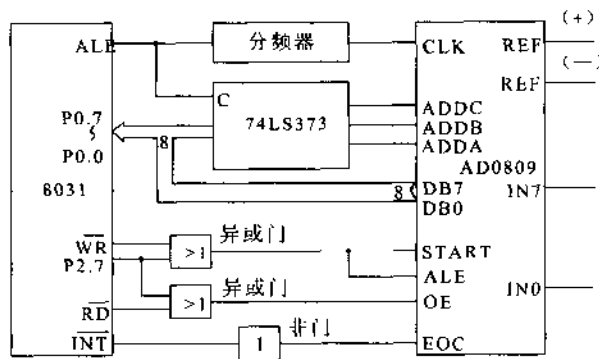 (+)
ALE 分频器 CLK REF
(—)
REF
C
P0.7 74LS373 ADDC
ADDB
P0.0 8 ADDA
AD0809
8031 8 DB7 IN7
DB0
WR 异或门
P2.7 >1 START
异或门 ALE
>1 OE IN0
RD 非门
INT 1 EOC